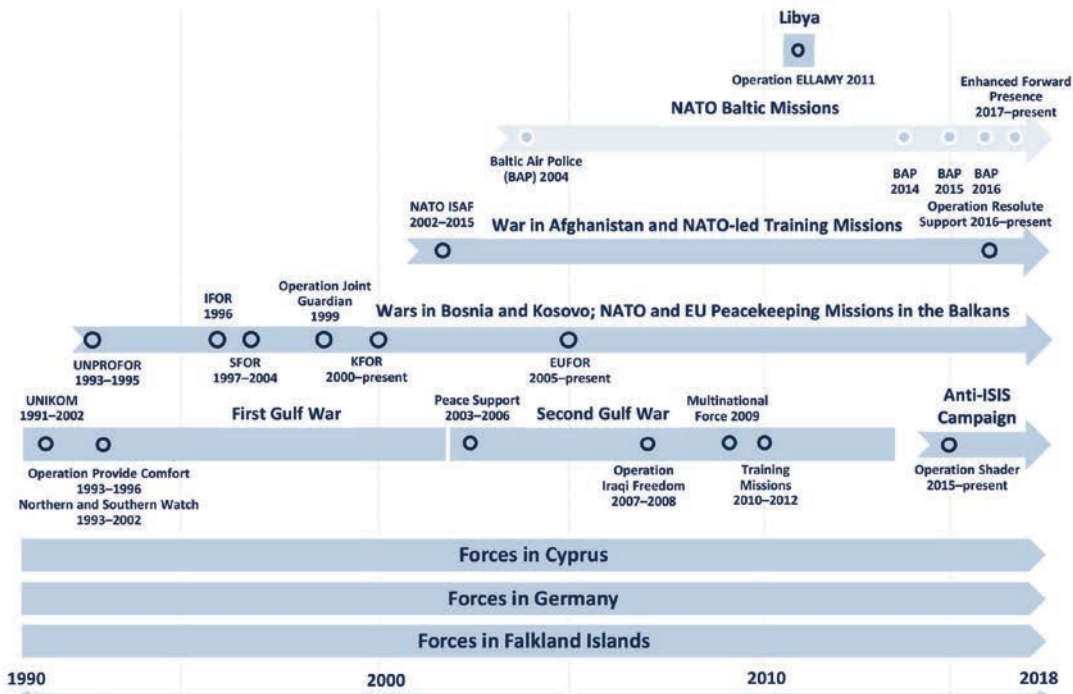 Libya
Operation ELLAMY 2011
Enhanced Forward
Presence
2017–present
NATO Baltic Missions
Baltic Air Police
(BAP) 2004
BAP
2014
BAP
2015
BAP
2016
NATO ISAF
2002–2015
War in Afghanistan and NATO-led Training Missions
Operation Resolute
Support 2016–present
IFOR
1996
Operation Joint
Guardian
1999
Wars in Bosnia and Kosovo; NATO and EU Peacekeeping Missions in the Balkans
UNPROFOR
1993–1995
SFOR
1997–2004
KFOR
2000–present
EUFOR
2005–present
UNIKOM
1991–2002
First Gulf War
Peace Support
2003–2006
Second Gulf War
Multinational
Force 2009
Anti-ISIS
Campaign
Operation Provide Comfort
1993–1996
Northern and Southern Watch
1993–2002
Operation
Iraqi Freedom
2007–2008
Training
Missions
2010–2012
Operation Shader
2015–present
Forces in Cyprus
Forces in Germany
Forces in Falkland Islands
1990
2000
2010
2018